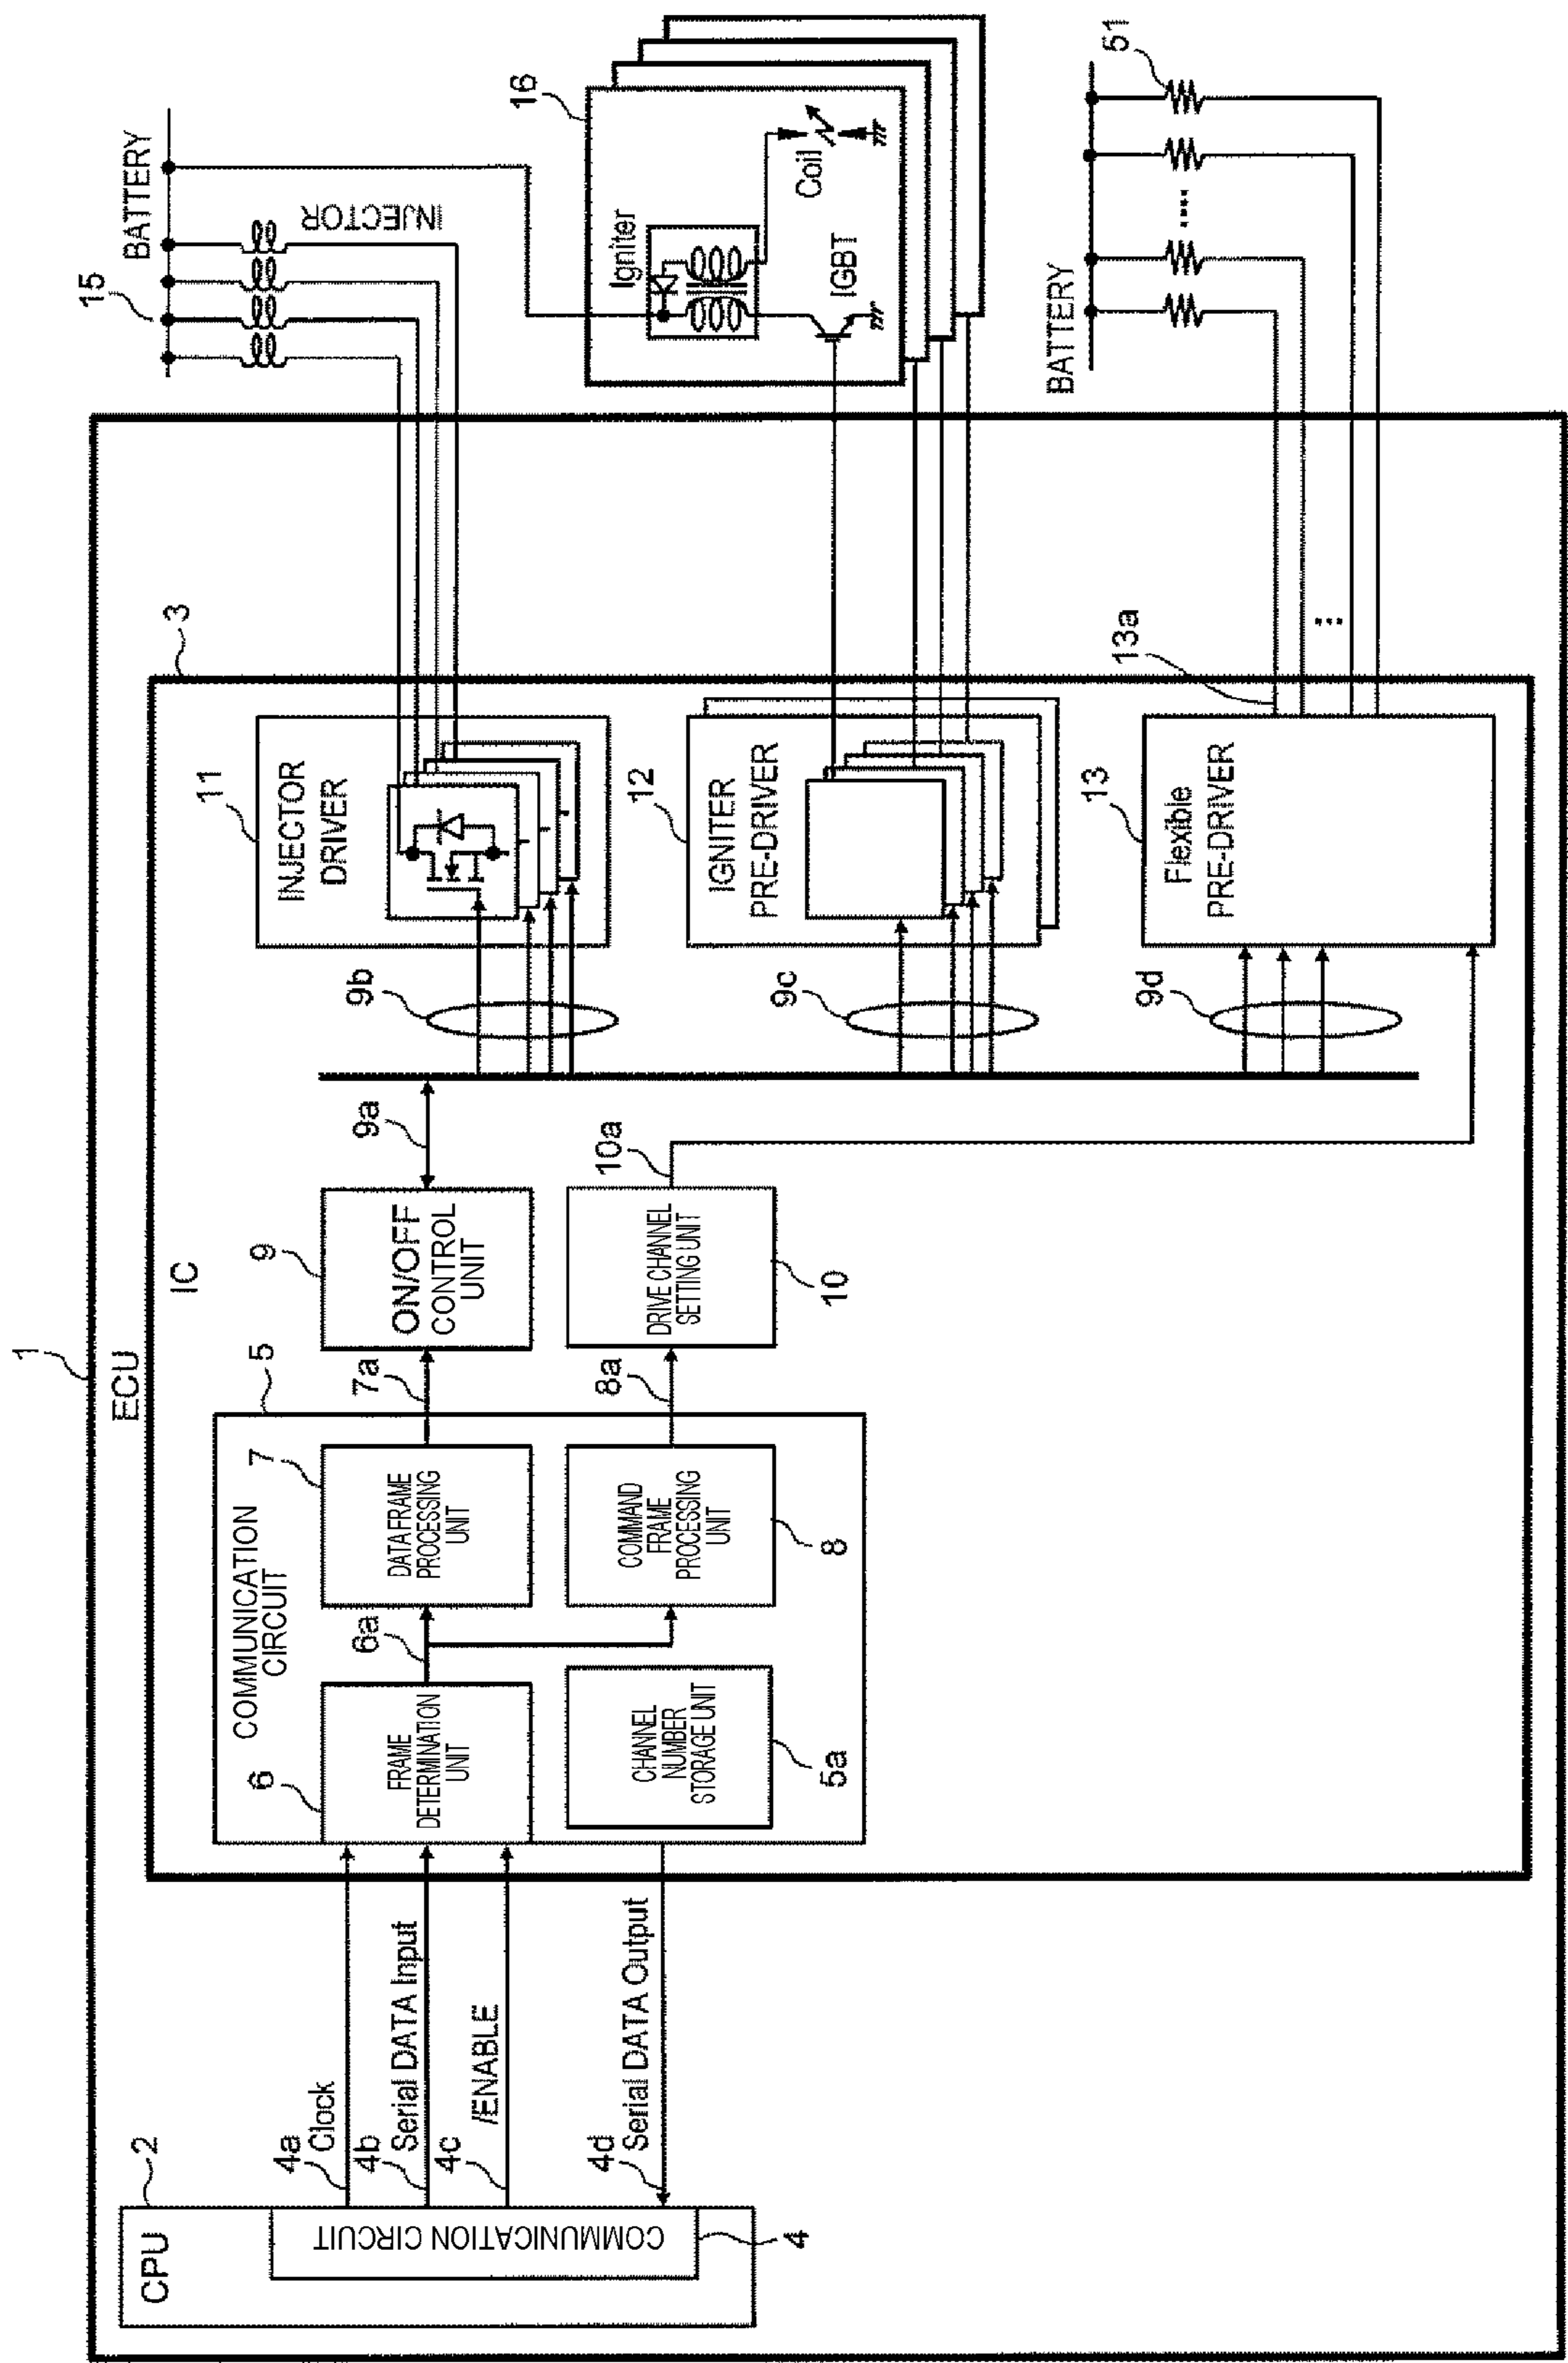 1
ECU
2
CPU
COMMUNICATION CIRCUIT
4
4a
Clock
4b
Serial DATA Input
4c
/ENABLE
4d
Serial DATA Output
3
IC
5
COMMUNICATION
CIRCUIT
6
FRAME
DETERMINATION
UNIT
6a
7
DATA FRAME
PROCESSING
UNIT
7a
CHANNEL
NUMBER
STORAGE UNIT
5a
COMMAND
FRAME
PROCESSING
UNIT
8
8a
9
ON/OFF
CONTROL
UNIT
9a
DRIVE CHANNEL
SETTING UNIT
10
10a
9b
9c
9d
11
INJECTOR
DRIVER
12
IGNITER
PRE-DRIVER
13
Flexible
PRE-DRIVER
13a
15
BATTERY
INJECTOR
16
Igniter
Coil
IGBT
BATTERY
51